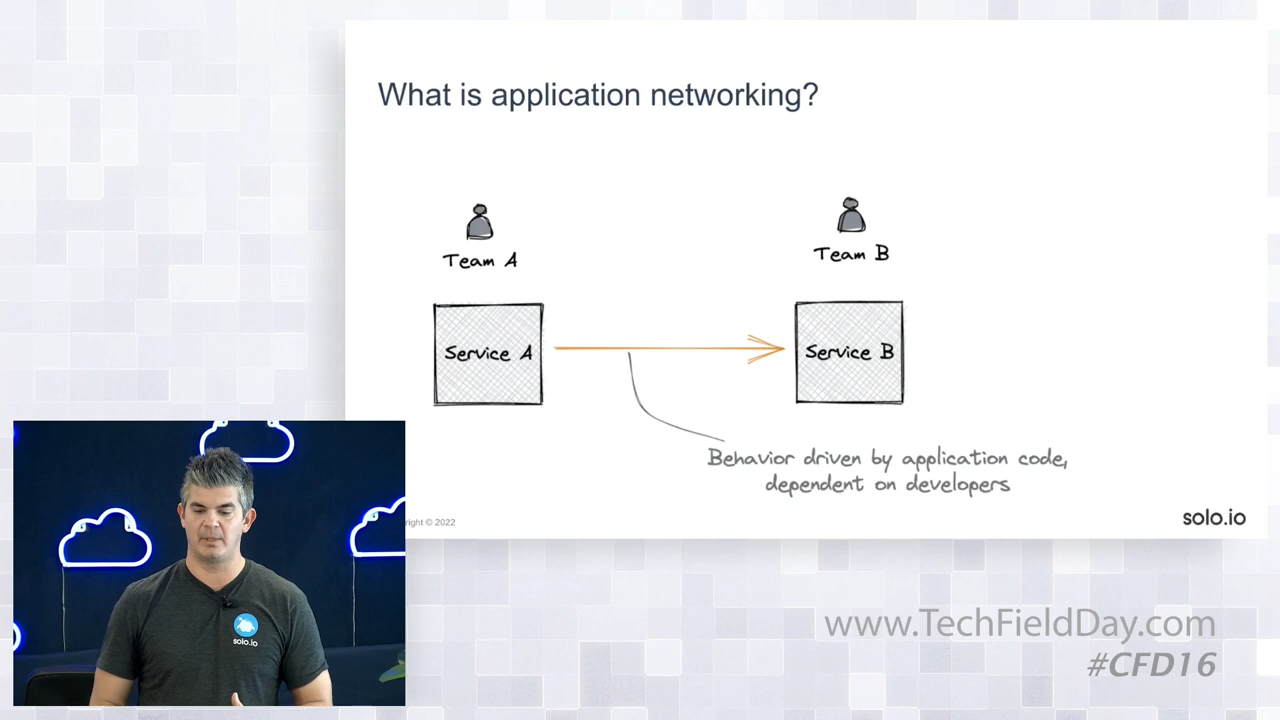 What is application networking?
Team A
Team B
Service A
Service B
Behavior driven by application code,
dependent on developers
right © 2022
solo.io
solo.io
www.TechFieldDay.com
#CFD16